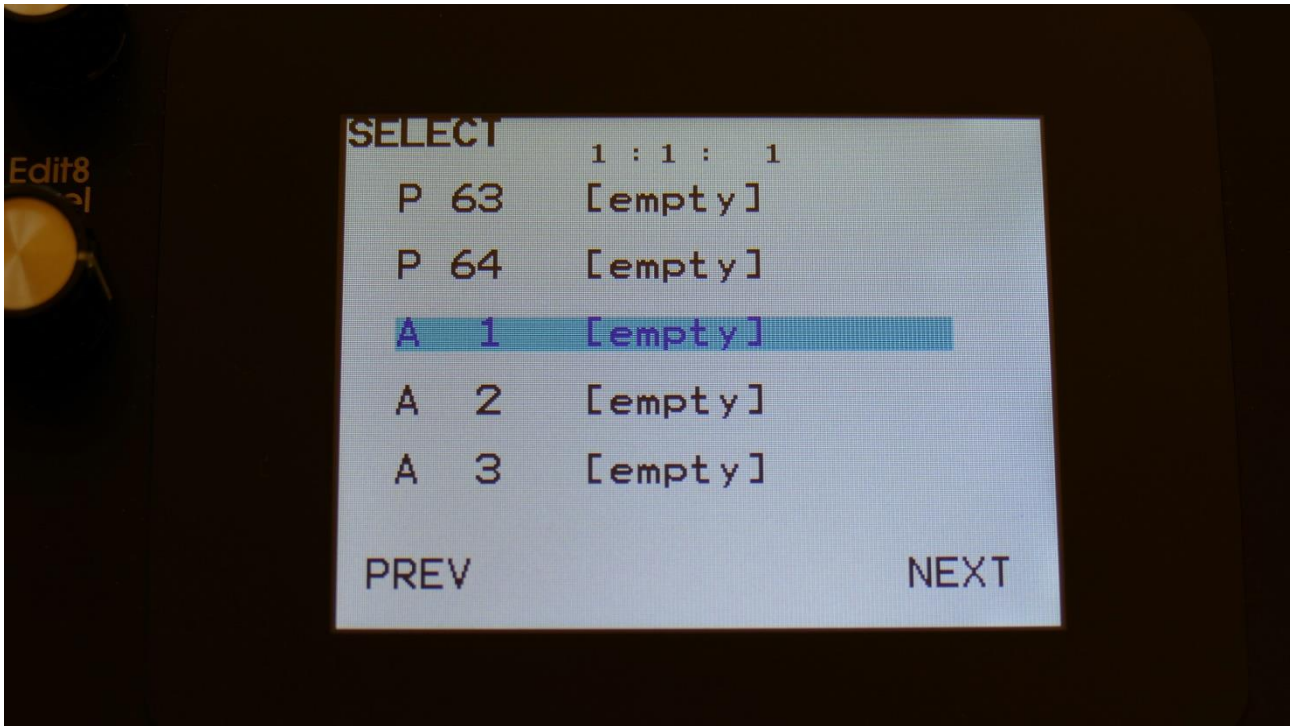 SELECT
1 : 1 : 1
Edit8
P 63 [empty]
P 64 [empty]
A 1 [empty]
A 2 [empty]
A 3 [empty]
PREV NEXT